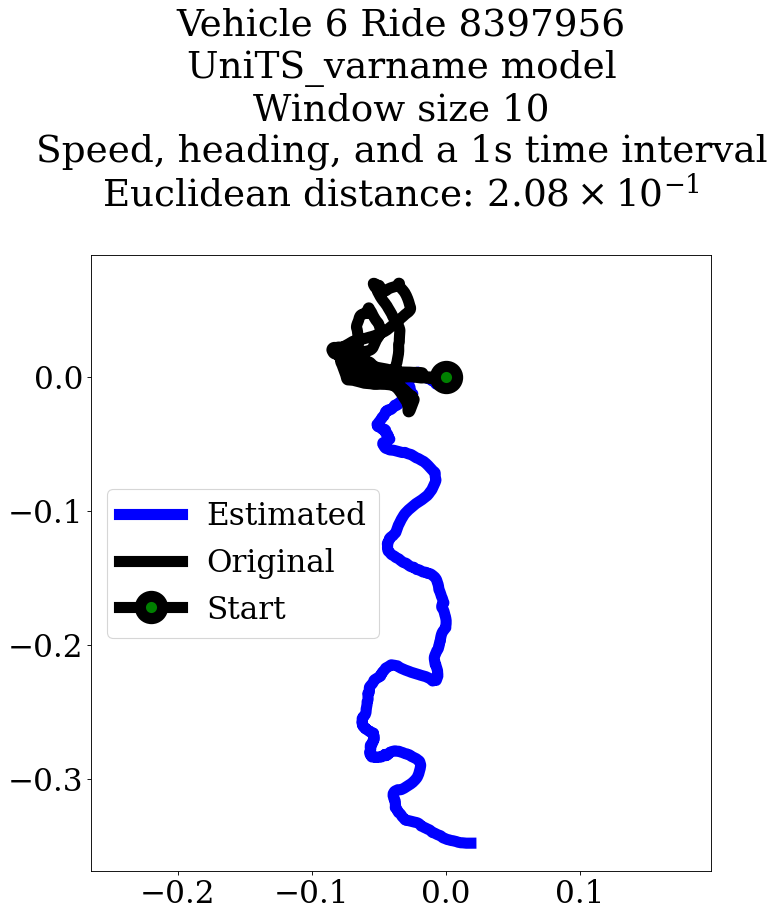 Vehicle 6 Ride 8397956
UniTS_varname model
Window size 10
Speed, heading, and a 1s time interval
Euclidean distance: 2.08 × 10⁻¹
0.0
−0.1
−0.2
−0.3
Estimated
Original
Start
−0.2 −0.1 0.0 0.1